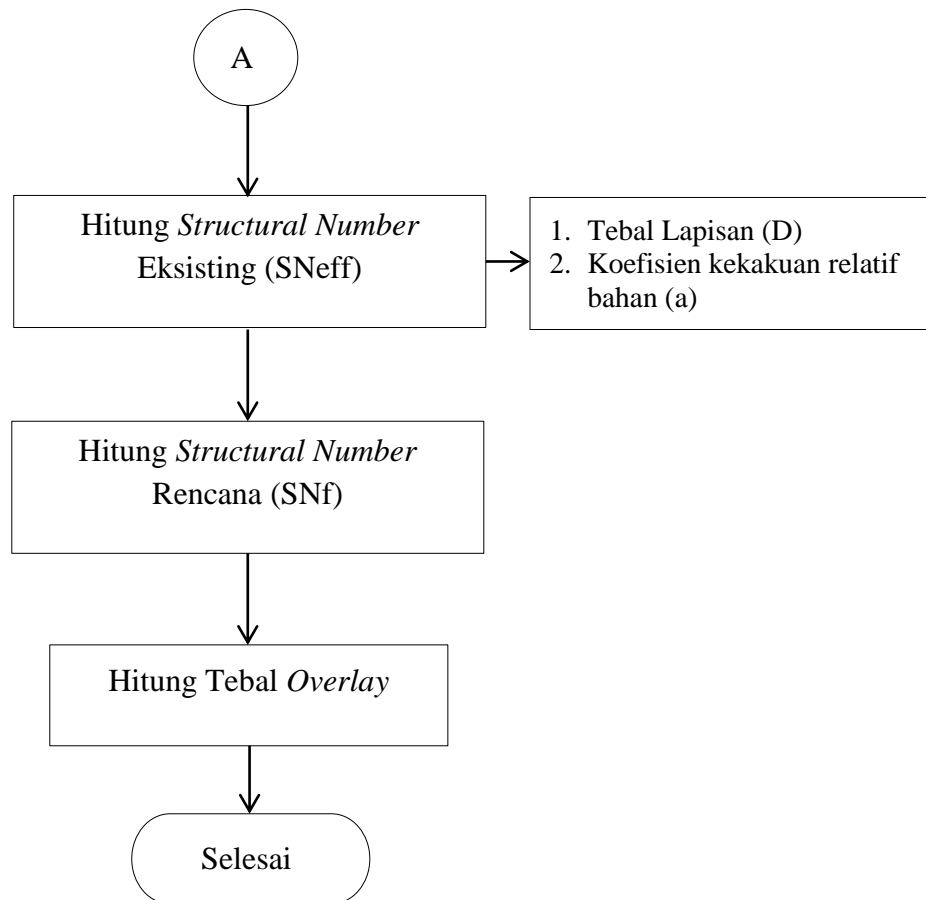 A
Hitung Structural Number
Eksisting (SNeff)
1. Tebal Lapisan (D)
2. Koefisien kekakuan relatif
bahan (a)
Hitung Structural Number
Rencana (SNf)
Hitung Tebal Overlay
Selesai